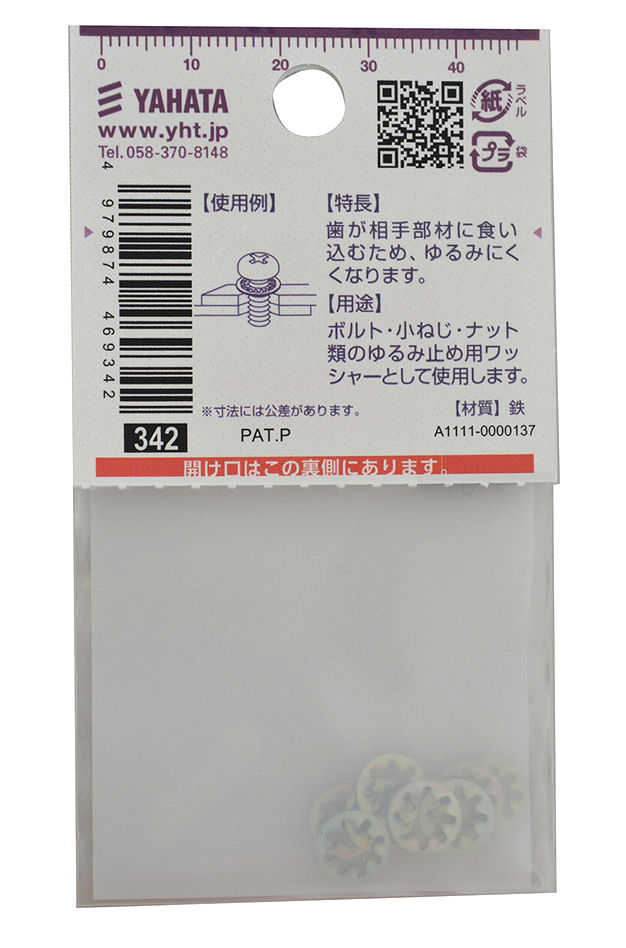 0 10 20 30 40
YAHATA
www.yht.jp
Tel.058-370-8148
紙
ラベル
プラ
袋
4 979874 469342
【使用例】
【特長】
歯が相手部材に食い
込むため、ゆるみにく
くなります。
【用途】
ボルト・小ねじ・ナット
類のゆるみ止め用ワッ
シャーとして使用します。
※寸法には公差があります。
【材質】鉄
342
PAT.P
A1111-0000137
開け口はこの裏側にあります。